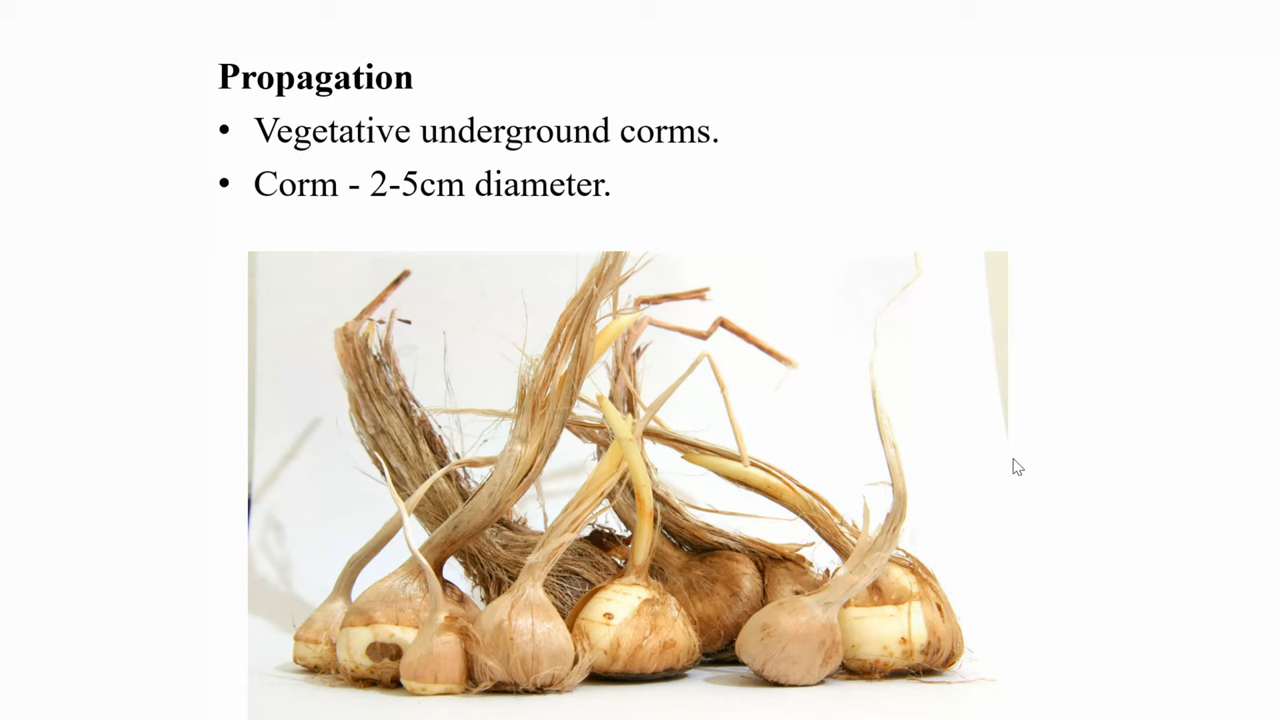 Propagation
• Vegetative underground corms.
• Corm - 2-5cm diameter.